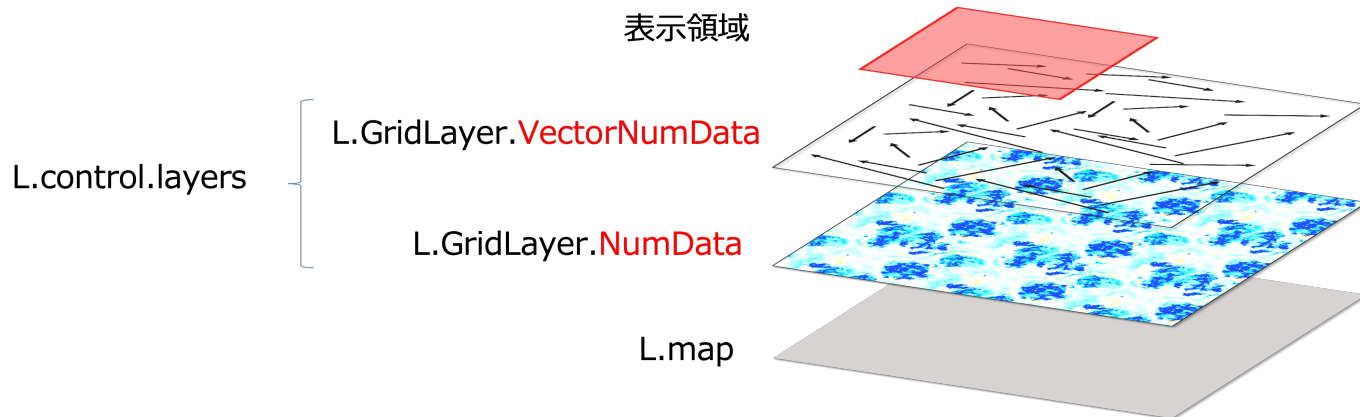 表示領域
L.GridLayer.VectorNumData
L.control.layers
L.GridLayer.NumData
L.map